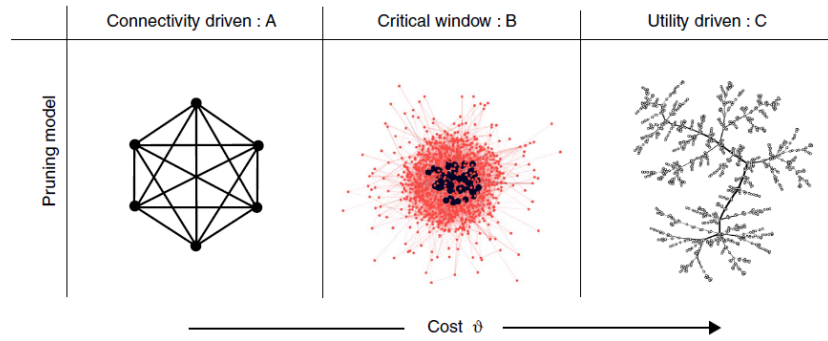 Connectivity driven : A
Critical window : B
Utility driven : C
Pruning model
Cost ϑ